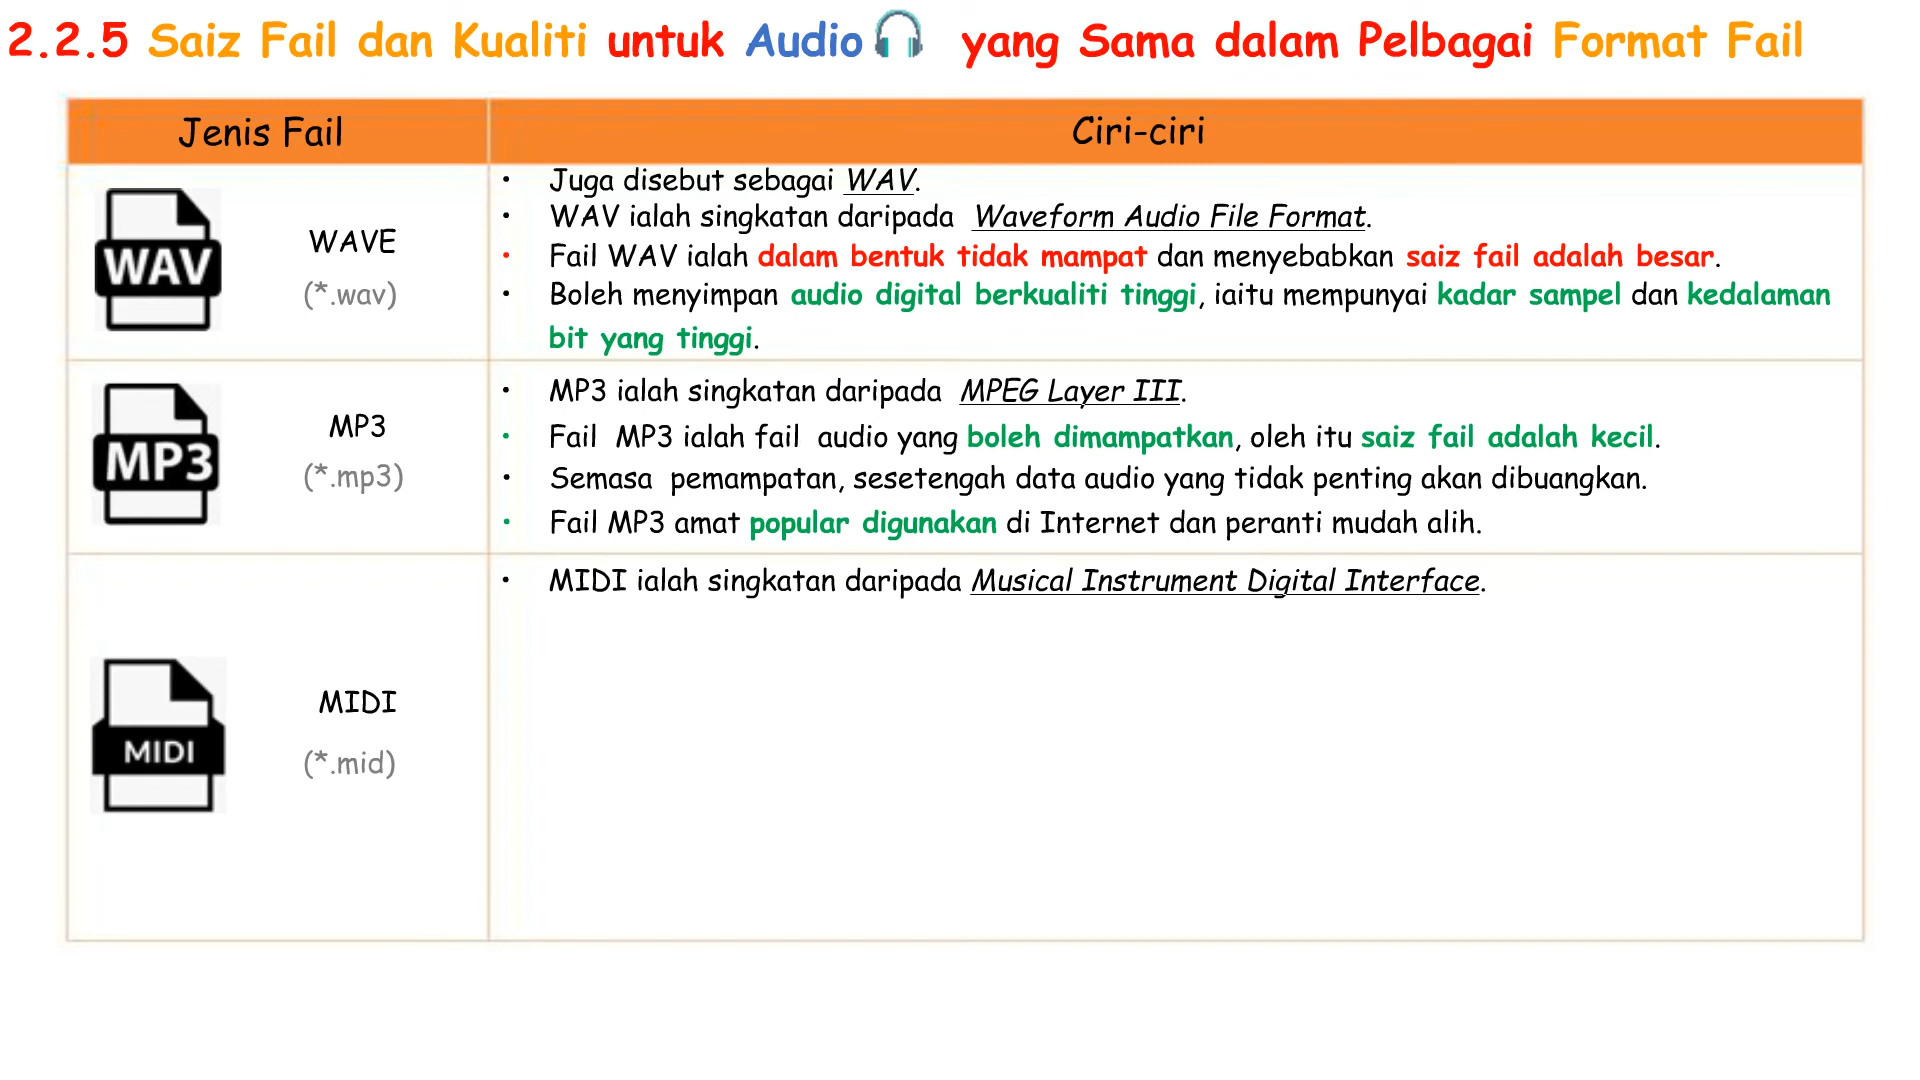 2.2.5 Saiz Fail dan Kualiti untuk Audio yang Sama dalam Pelbagai Format Fail
Jenis Fail
Ciri-ciri
WAV
WAVE
(*.wav)
• Juga disebut sebagai WAV.
• WAV ialah singkatan daripada Waveform Audio File Format.
• Fail WAV ialah dalam bentuk tidak mampat dan menyebabkan saiz fail adalah besar.
• Boleh menyimpan audio digital berkualiti tinggi, iaitu mempunyai kadar sampel dan kedalaman
bit yang tinggi.
MP3
MP3
(*.mp3)
• MP3 ialah singkatan daripada MPEG Layer III.
• Fail MP3 ialah fail audio yang boleh dimampatkan, oleh itu saiz fail adalah kecil.
• Semasa pemampatan, sesetengah data audio yang tidak penting akan dibuangkan.
• Fail MP3 amat popular digunakan di Internet dan peranti mudah alih.
MIDI
MIDI
(*.mid)
• MIDI ialah singkatan daripada Musical Instrument Digital Interface.